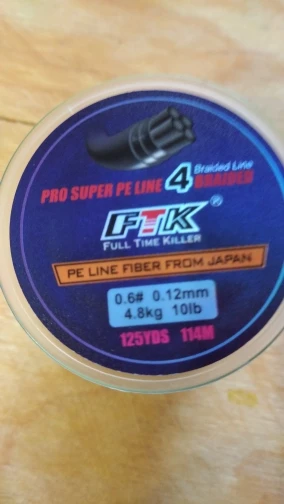 Braided Line
PRO SUPER PE LINE 4 BRAIDED
FTK®
FULL TIME KILLER
PE LINE FIBER FROM JAPAN
0.6# 0.12mm
4.8kg 10lb
125YDS 114M